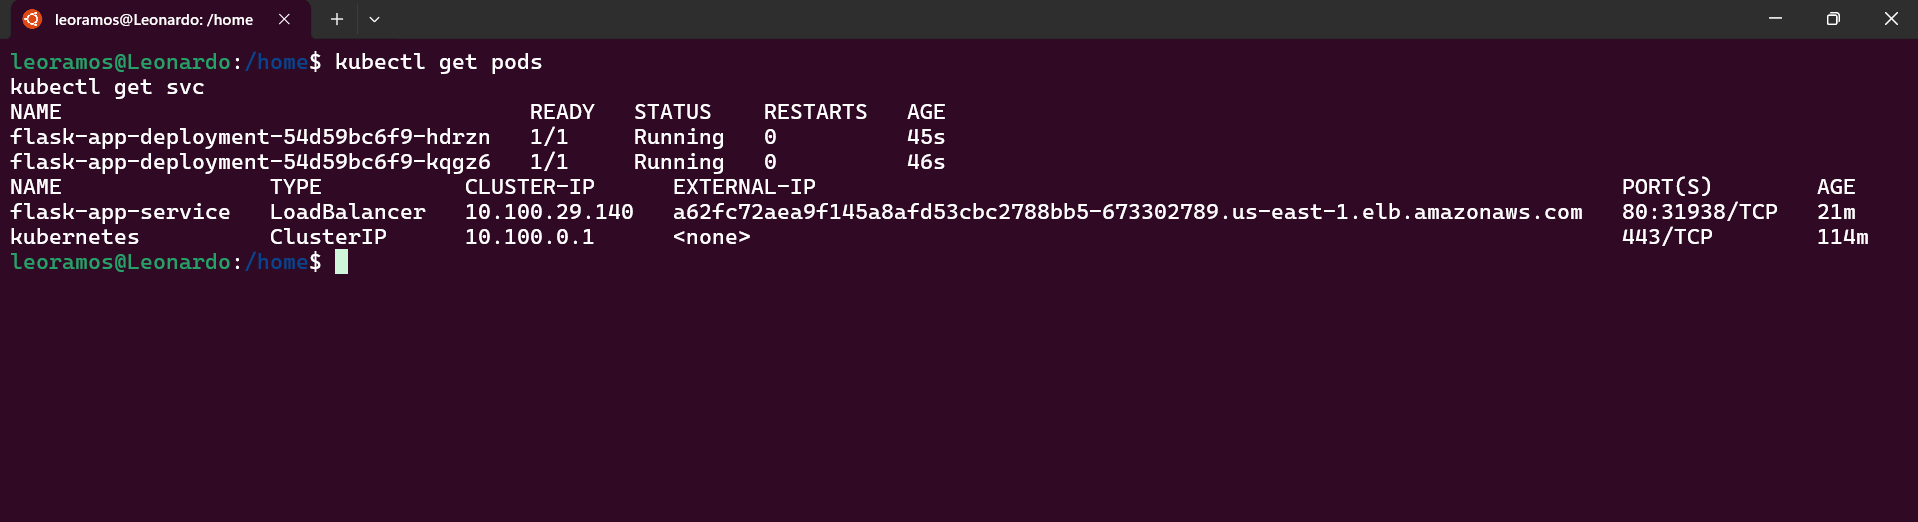 leoramos@Leonardo: /home
leoramos@Leonardo:/home$ kubectl get pods
kubectl get svc
NAME READY STATUS RESTARTS AGE
flask-app-deployment-54d59bc6f9-hdrzn 1/1 Running 0 45s
flask-app-deployment-54d59bc6f9-kqgz6 1/1 Running 0 46s
NAME TYPE CLUSTER-IP EXTERNAL-IP PORT(S) AGE
flask-app-service LoadBalancer 10.100.29.140 a62fc72aea9f145a8afd53cbc2788bb5-673302789.us-east-1.elb.amazonaws.com 80:31938/TCP 21m
kubernetes ClusterIP 10.100.0.1 <none> 443/TCP 114m
leoramos@Leonardo:/home$